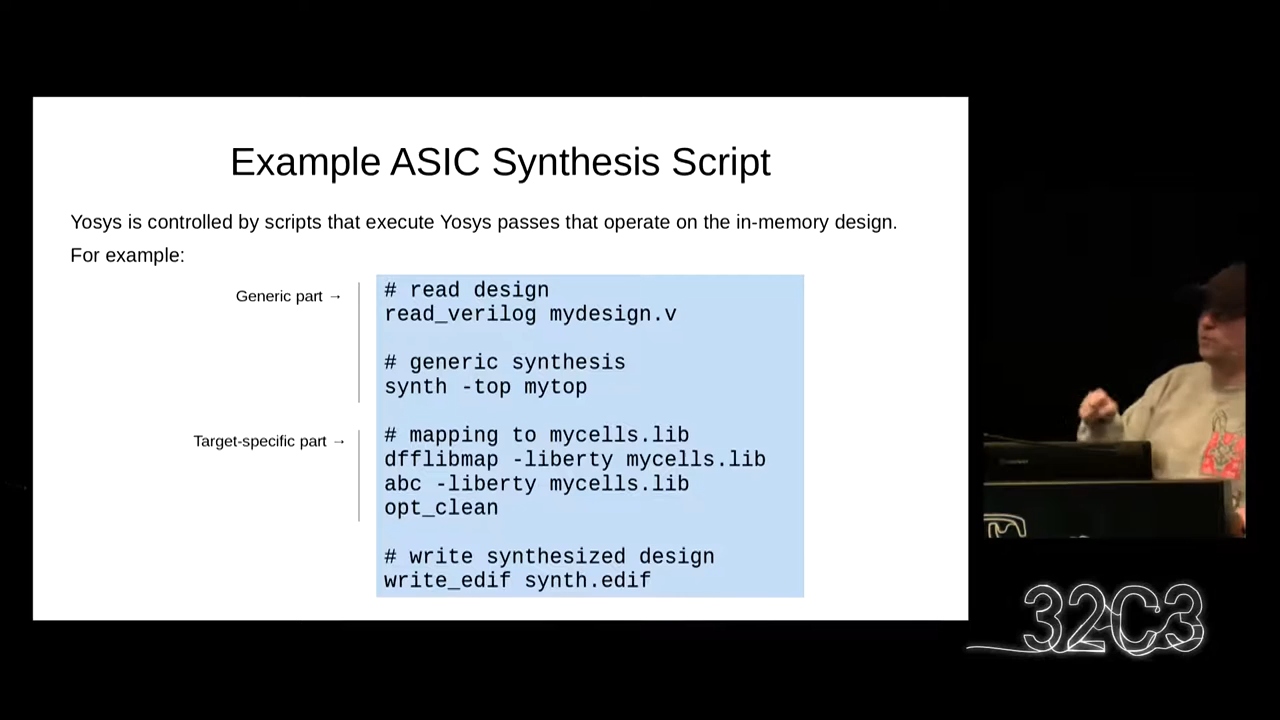 Example ASIC Synthesis Script
Yosys is controlled by scripts that execute Yosys passes that operate on the in-memory design.
For example:
Generic part →
# read design
read_verilog mydesign.v
# generic synthesis
synth -top mytop
Target-specific part →
# mapping to mycells.lib
dfflibmap -liberty mycells.lib
abc -liberty mycells.lib
opt_clean
# write synthesized design
write_edif synth.edif
32C3